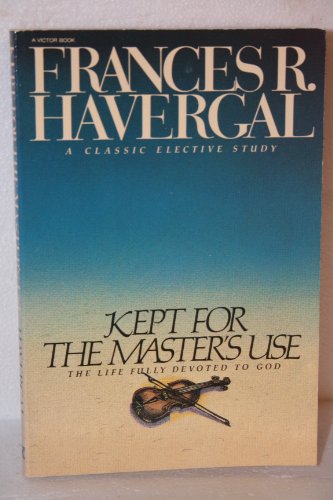 A VICTOR BOOK
FRANCES R.
HAVERGAL
A CLASSIC ELECTIVE STUDY
KEPT FOR
THE MASTER'S USE
THE LIFE FULLY DEVOTED TO GOD